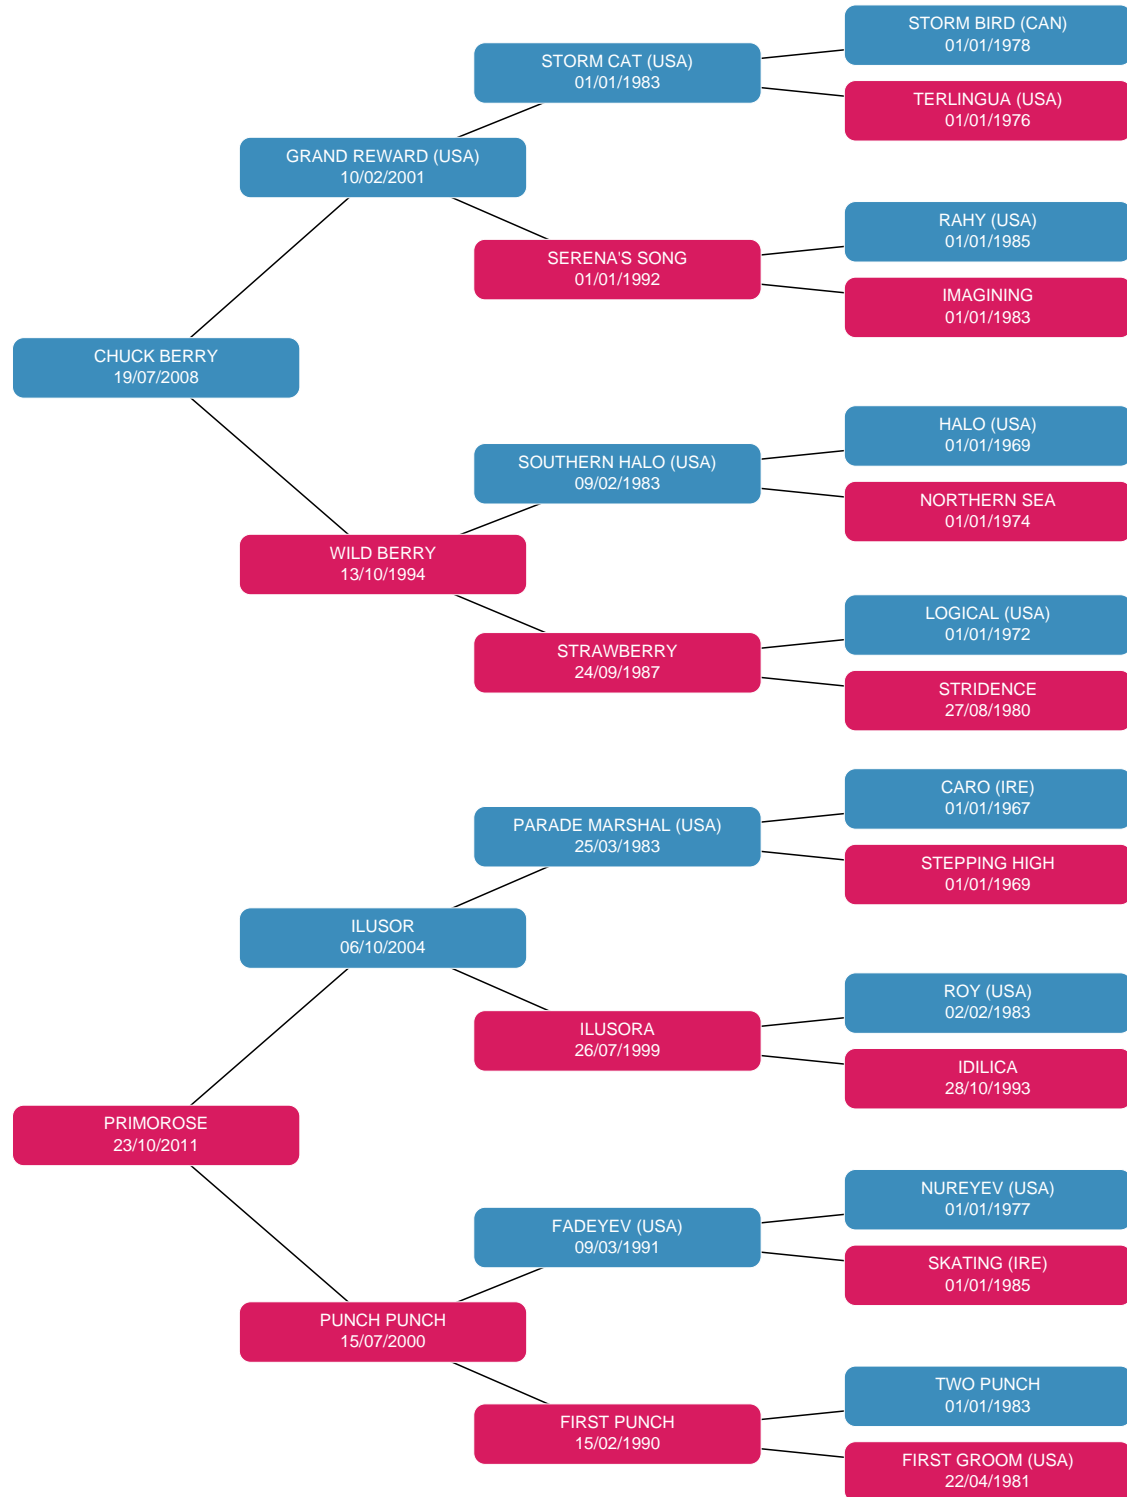 STORM BIRD (CAN)
01/01/1978
STORM CAT (USA)
01/01/1983
TERLINGUA (USA)
01/01/1976
GRAND REWARD (USA)
10/02/2001
RAHY (USA)
01/01/1985
SERENA'S SONG
01/01/1992
IMAGINING
01/01/1983
CHUCK BERRY
19/07/2008
HALO (USA)
01/01/1969
SOUTHERN HALO (USA)
09/02/1983
NORTHERN SEA
01/01/1974
WILD BERRY
13/10/1994
LOGICAL (USA)
01/01/1972
STRAWBERRY
24/09/1987
STRIDENCE
27/08/1980
CARO (IRE)
01/01/1967
PARADE MARSHAL (USA)
25/03/1983
STEPPING HIGH
01/01/1969
ILUSOR
06/10/2004
ROY (USA)
02/02/1983
ILUSORA
26/07/1999
IDILICA
28/10/1993
PRIMOROSE
23/10/2011
NUREYEV (USA)
01/01/1977
FADEYEV (USA)
09/03/1991
SKATING (IRE)
01/01/1985
PUNCH PUNCH
15/07/2000
TWO PUNCH
01/01/1983
FIRST PUNCH
15/02/1990
FIRST GROOM (USA)
22/04/1981